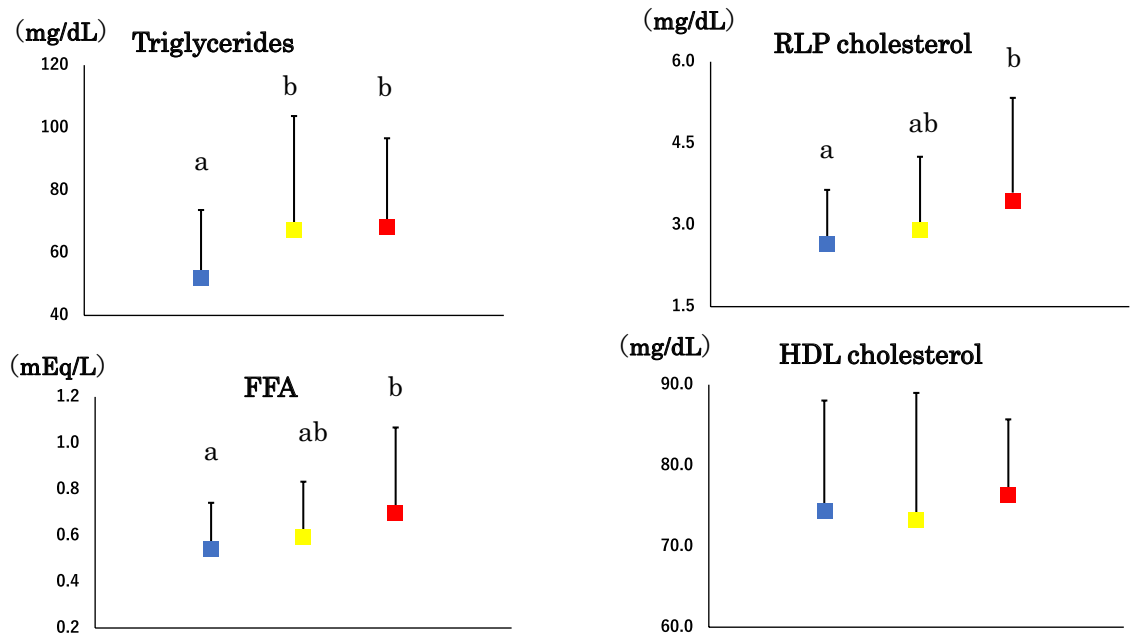 （mg/dL）
Triglycerides
120
100
80
60
40
a
b
b
（mg/dL）
RLP cholesterol
6.0
4.5
3.0
1.5
a
ab
b
（mEq/L）
FFA
1.2
1.0
0.8
0.6
0.4
0.2
a
ab
b
（mg/dL）
HDL cholesterol
90.0
80.0
70.0
60.0